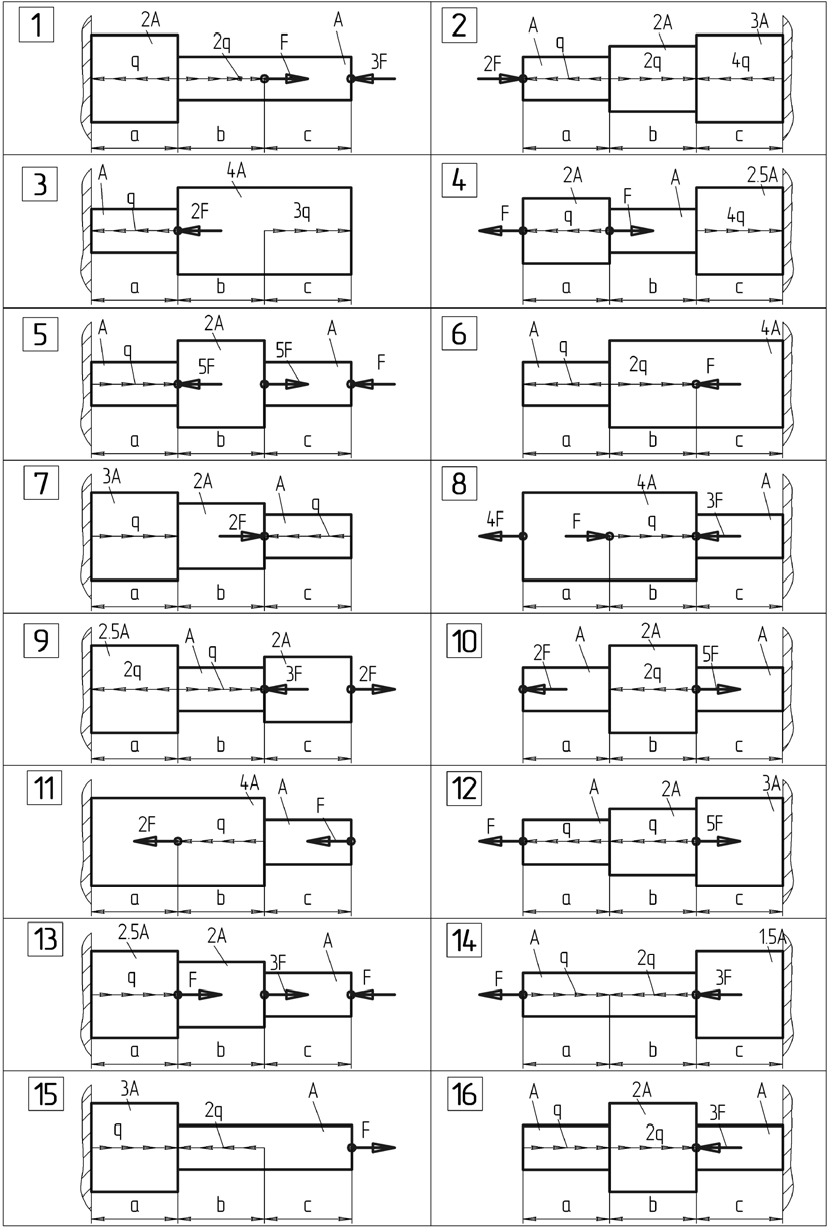 1 2A q 2q F A 3F
a b c
2 2F A q 2A 2q 3A 4q
a b c
3 A q 2F 4A 3q
a b c
4 F 2A q F A 2.5A 4q
a b c
5 A q 5F 2A 5F A F
a b c
6 A q 2q F 4A
a b c
7 3A q 2A 2F A q
a b c
8 4F F 4A q 3F A
a b c
9 2.5A 2q A q 2A 3F 2F
a b c
10 2F A 2A 2q 5F A
a b c
11 2F q 4A A F
a b c
12 F q A q 2A 5F 3A
a b c
13 2.5A q F 2A 3F A F
a b c
14 F A q 2q 3F 1.5A
a b c
15 3A q 2q A F
a b c
16 A q 2A 2q 3F A
a b c